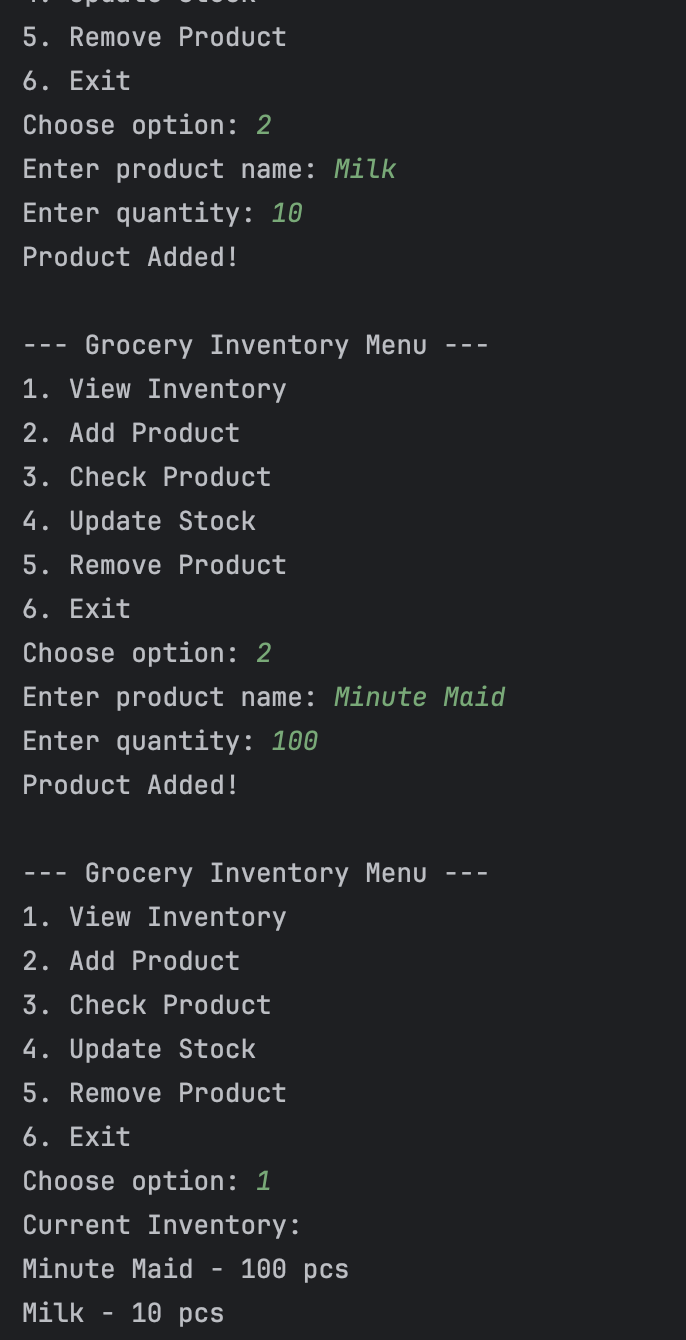 4. Update Stock
5. Remove Product
6. Exit
Choose option: 2
Enter product name: Milk
Enter quantity: 10
Product Added!
--- Grocery Inventory Menu ---
1. View Inventory
2. Add Product
3. Check Product
4. Update Stock
5. Remove Product
6. Exit
Choose option: 2
Enter product name: Minute Maid
Enter quantity: 100
Product Added!
--- Grocery Inventory Menu ---
1. View Inventory
2. Add Product
3. Check Product
4. Update Stock
5. Remove Product
6. Exit
Choose option: 1
Current Inventory:
Minute Maid - 100 pcs
Milk - 10 pcs